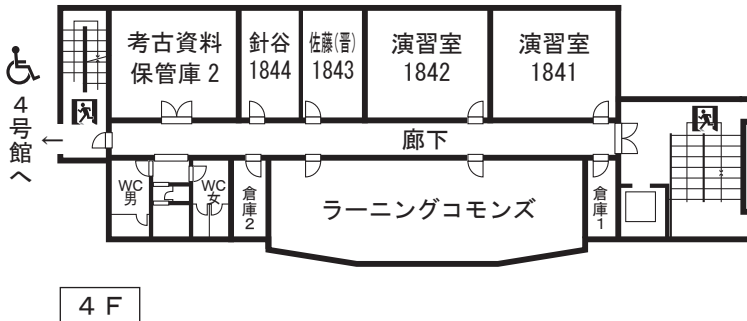 考古資料
保管庫 2
針谷
1844
佐藤(晋)
1843
演習室
1842
演習室
1841
4号館へ
←
廊下
WC
男
WC
女
倉庫2
ラーニングコモンズ
倉庫1
4 F